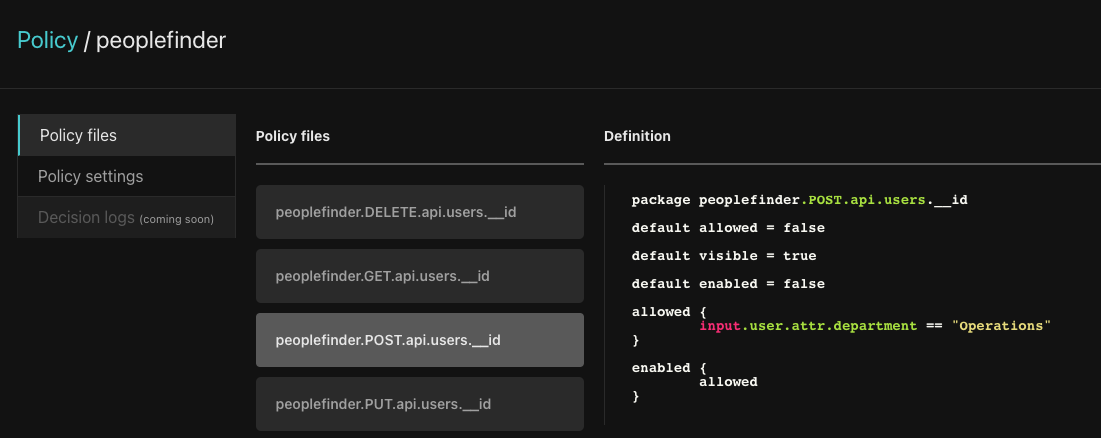 Policy / peoplefinder
Policy files
Policy settings
Decision logs (coming soon)
Policy files
peoplefinder.DELETE.api.users.__id
peoplefinder.GET.api.users.__id
peoplefinder.POST.api.users.__id
peoplefinder.PUT.api.users.__id
Definition
package peoplefinder.POST.api.users.__id
default allowed = false
default visible = true
default enabled = false
allowed {
        input.user.attr.department == "Operations"
}
enabled {
        allowed
}